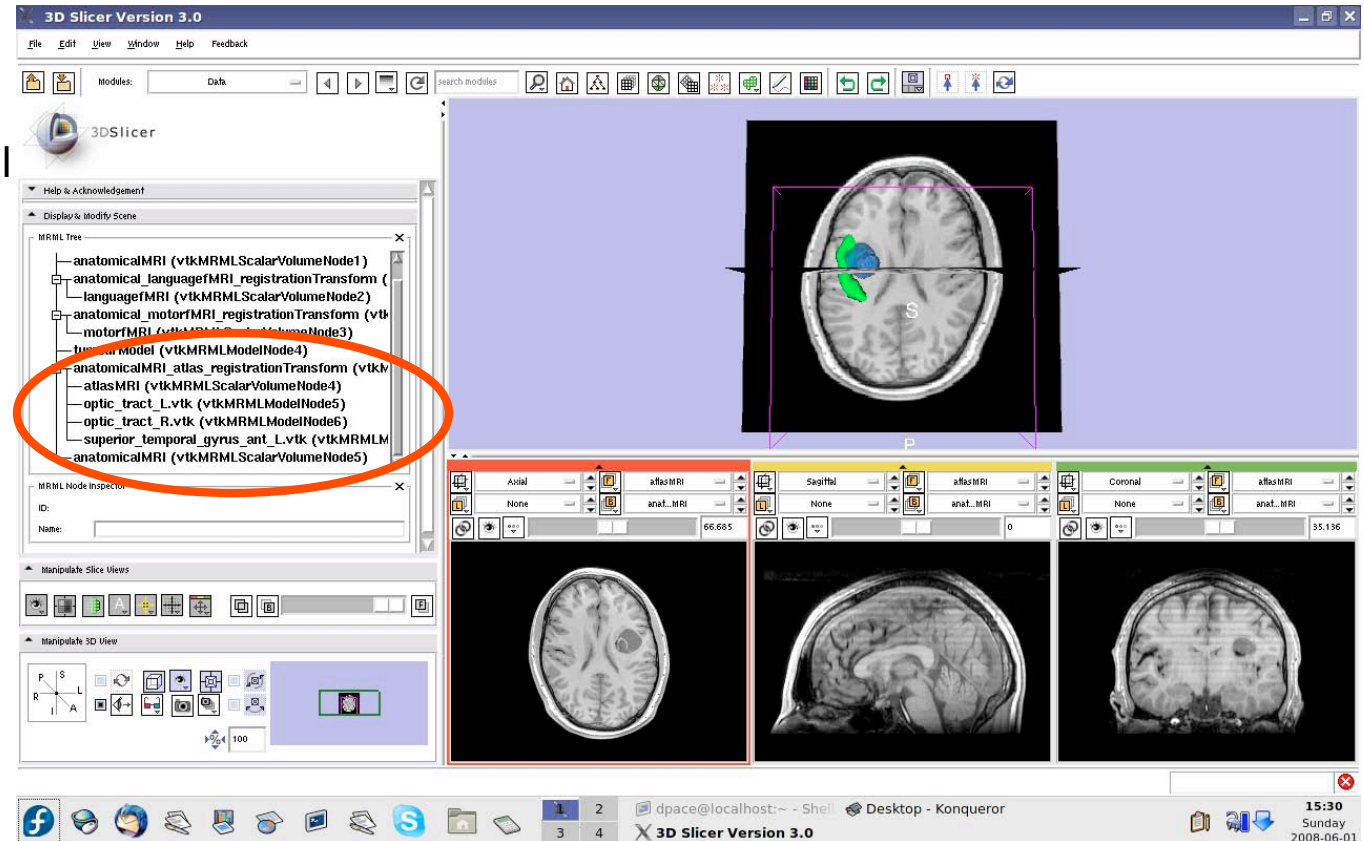 3D Slicer Version 3.0
File Edit View Window Help Feedback
Modules: Data search modules
3DSlicer
Help & Acknowledgement
Display & Modify Scene
MRML Tree
anatomicalMRI (vtkMRMLScalarVolumeNode1)
anatomical_languagefMRI_registrationTransform (
languagefMRI (vtkMRMLScalarVolumeNode2)
anatomical_motorfMRI_registrationTransform (vtk
motorfMRI (vtkMRMLScalarVolumeNode3)
tumourModel (vtkMRMLModelNode4)
anatomicalMRI_atlas_registrationTransform (vtkM
atlasMRI (vtkMRMLScalarVolumeNode4)
optic_tract_L.vtk (vtkMRMLModelNode5)
optic_tract_R.vtk (vtkMRMLModelNode6)
superior_temporal_gyrus_ant_L.vtk (vtkMRMLM
anatomicalMRI (vtkMRMLScalarVolumeNode5)
MRML Node Inspector
ID:
Name:
Manipulate Slice Views
Manipulate 3D View
P S
R L
I A
100
S
P
Axial atlasMRI
None anat...MRI
66.685
Sagittal atlasMRI
None anat...MRI
0
Coronal atlasMRI
None anat...MRI
35.136
1 2
3 4
dpace@localhost:~ - Shell
Desktop - Konqueror
3D Slicer Version 3.0
15:30
Sunday
2008-06-01